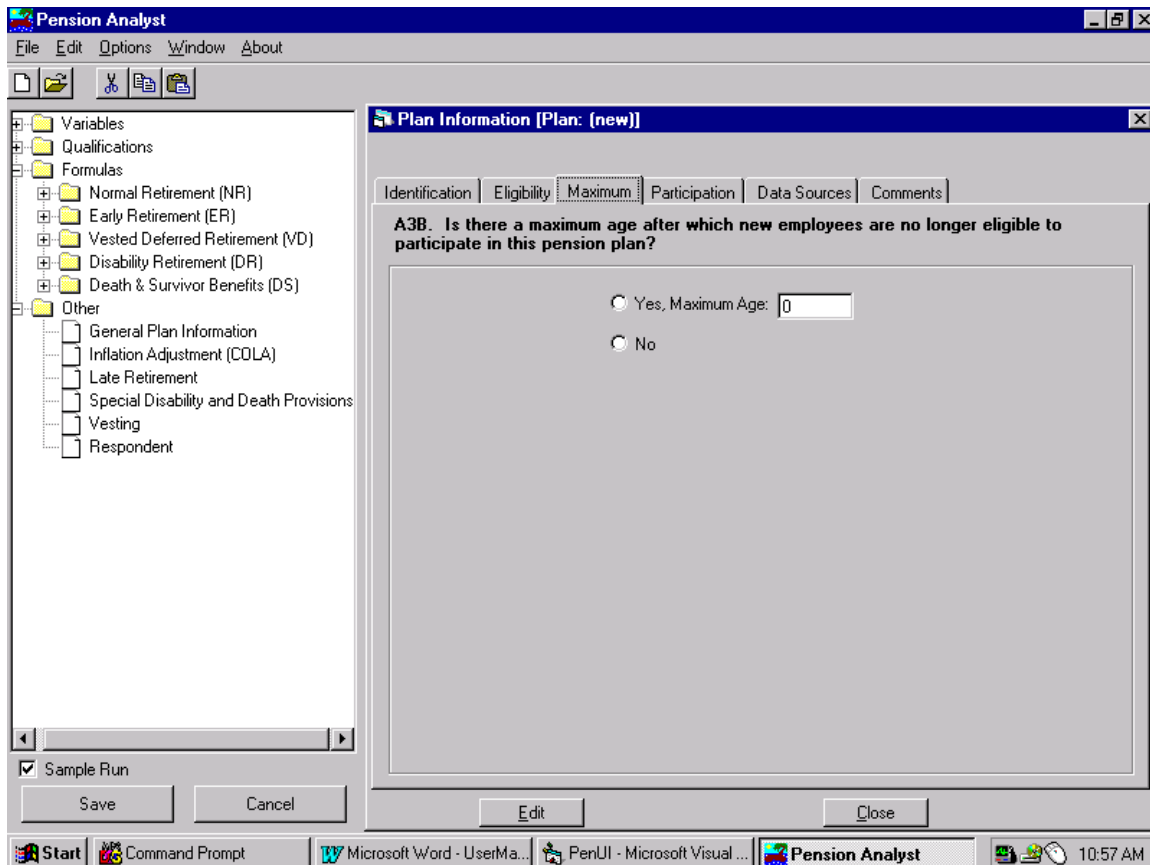 Pension Analyst
File Edit Options Window About
Variables
Qualifications
Formulas
Normal Retirement (NR)
Early Retirement (ER)
Vested Deferred Retirement (VD)
Disability Retirement (DR)
Death & Survivor Benefits (DS)
Other
General Plan Information
Inflation Adjustment (COLA)
Late Retirement
Special Disability and Death Provisions
Vesting
Respondent
Sample Run
Save Cancel
Plan Information [Plan: (new)]
Identification Eligibility Maximum Participation Data Sources Comments
A3B. Is there a maximum age after which new employees are no longer eligible to
participate in this pension plan?
Yes, Maximum Age: 0
No
Edit Close
Start Command Prompt Microsoft Word - UserMa... PenUI - Microsoft Visual ... Pension Analyst 10:57 AM